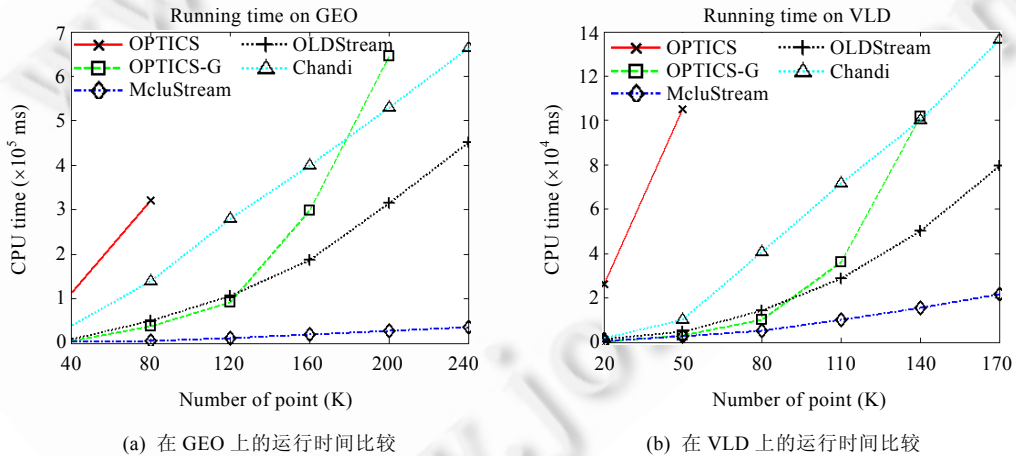 Running time on GEO
7
6
5
4
3
2
1
0
CPU time (×10⁵ ms)
OPTICS
OPTICS-G
McluStream
OLDStream
Chandi
40 80 120 160 200 240
Number of point (K)
(a) 在 GEO 上的运行时间比较
Running time on VLD
14
12
10
8
6
4
2
0
CPU time (×10⁴ ms)
OPTICS
OPTICS-G
McluStream
OLDStream
Chandi
20 50 80 110 140 170
Number of point (K)
(b) 在 VLD 上的运行时间比较